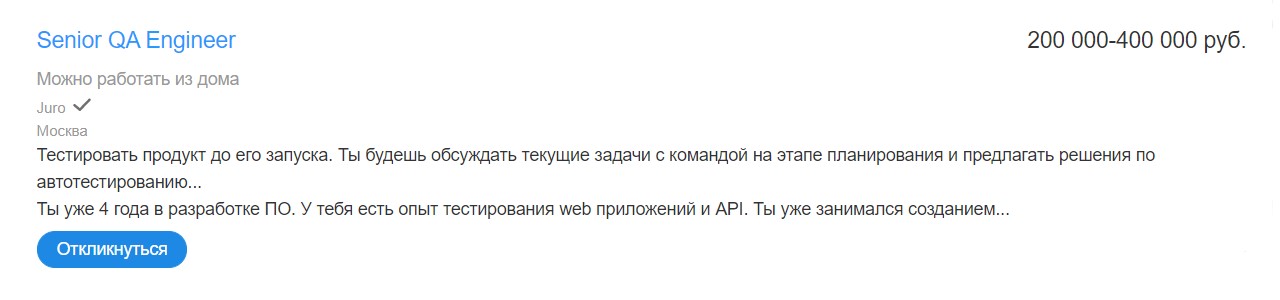 Senior QA Engineer
200 000-400 000 руб.
Можно работать из дома
Juro
Москва
Тестировать продукт до его запуска. Ты будешь обсуждать текущие задачи с командой на этапе планирования и предлагать решения по
автотестированию...
Ты уже 4 года в разработке ПО. У тебя есть опыт тестирования web приложений и API. Ты уже занимался созданием...
Откликнуться